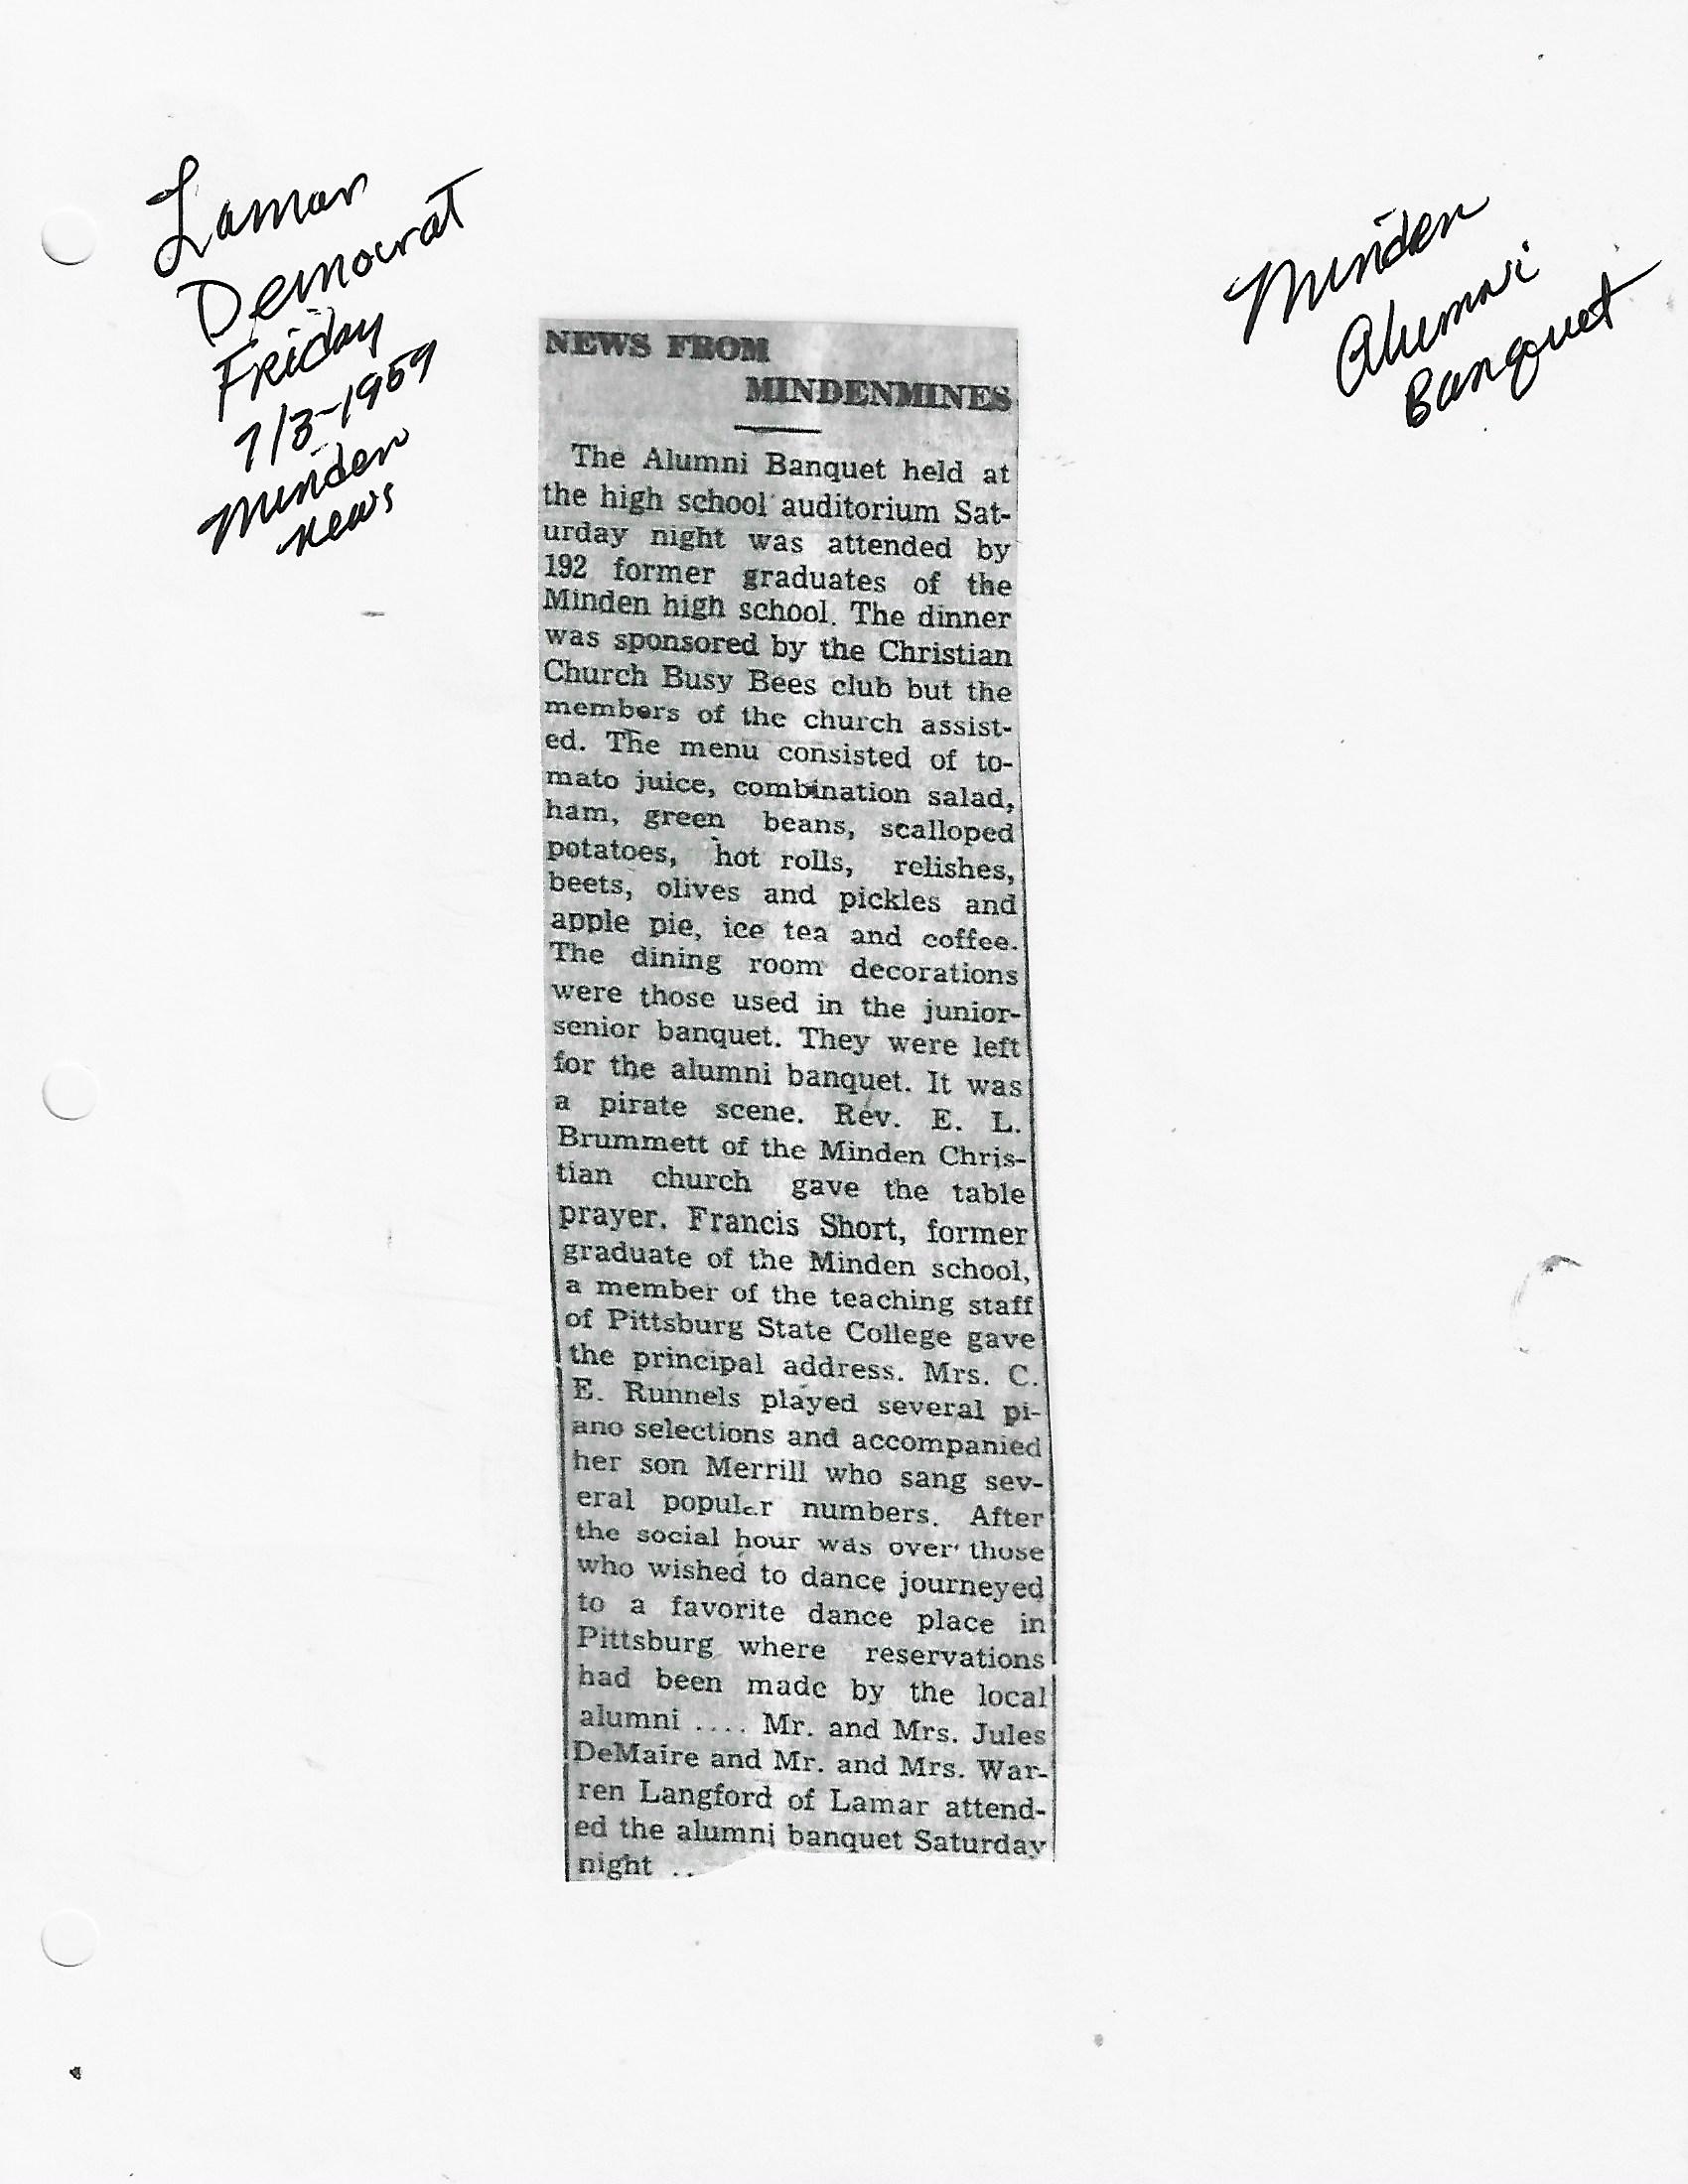 Lamar
Democrat
Friday
7/3-1959
Minden
News
Minden
Alumni
Banquet
NEWS FROM
MINDENMINES
The Alumni Banquet held at
the high school auditorium Sat-
urday night was attended by
192 former graduates of the
Minden high school. The dinner
was sponsored by the Christian
Church Busy Bees club but the
members of the church assist-
ed. The menu consisted of to-
mato juice, combination salad,
ham, green beans, scalloped
potatoes, hot rolls, relishes,
beets, olives and pickles and
apple pie, ice tea and coffee.
The dining room decorations
were those used in the junior-
senior banquet. They were left
for the alumni banquet. It was
a pirate scene. Rev. E. L.
Brummett of the Minden Chris-
tian church gave the table
prayer. Francis Short, former
graduate of the Minden school,
a member of the teaching staff
of Pittsburg State College gave
the principal address. Mrs. C.
E. Runnels played several pi-
ano selections and accompanied
her son Merrill who sang sev-
eral popular numbers. After
the social hour was over those
who wished to dance journeyed
to a favorite dance place in
Pittsburg where reservations
had been made by the local
alumni .... Mr. and Mrs. Jules
DeMaire and Mr. and Mrs. War-
ren Langford of Lamar attend-
ed the alumni banquet Saturday
night ..